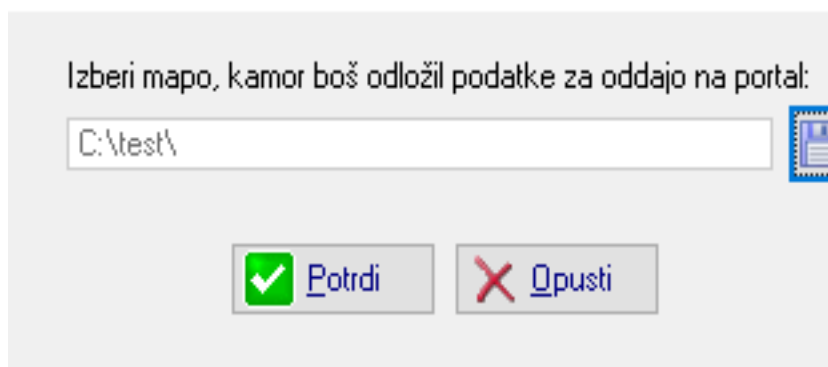 Izberi mapo, kamor boš odložil podatke za oddajo na portal:
C:\test\
Potrdi Opusti